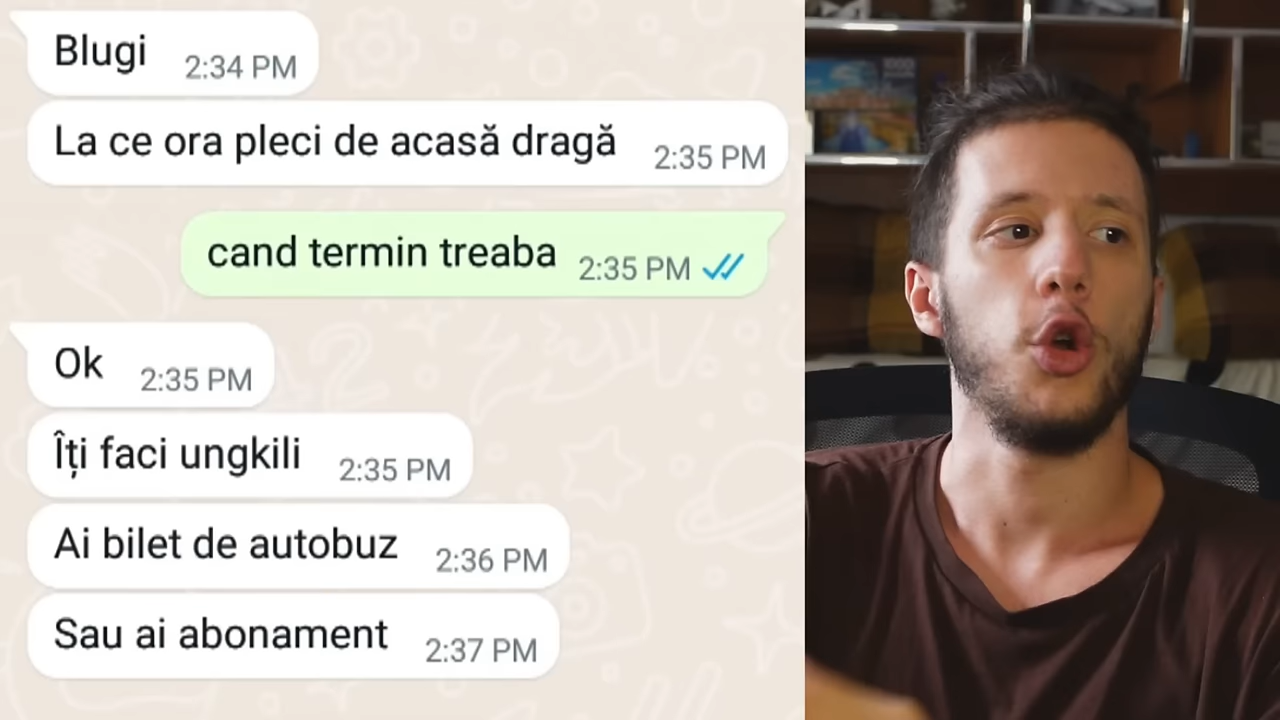 Blugi 2:34 PM
La ce ora pleci de acasă dragă 2:35 PM
cand termin treaba 2:35 PM
Ok 2:35 PM
Îți faci ungkili 2:35 PM
Ai bilet de autobuz 2:36 PM
Sau ai abonament 2:37 PM